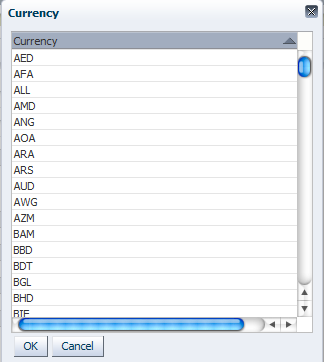 Currency
Currency
AED
AFA
ALL
AMD
ANG
AOA
ARA
ARS
AUD
AWG
AZM
BAM
BBD
BDT
BGL
BHD
BIF
OK
Cancel